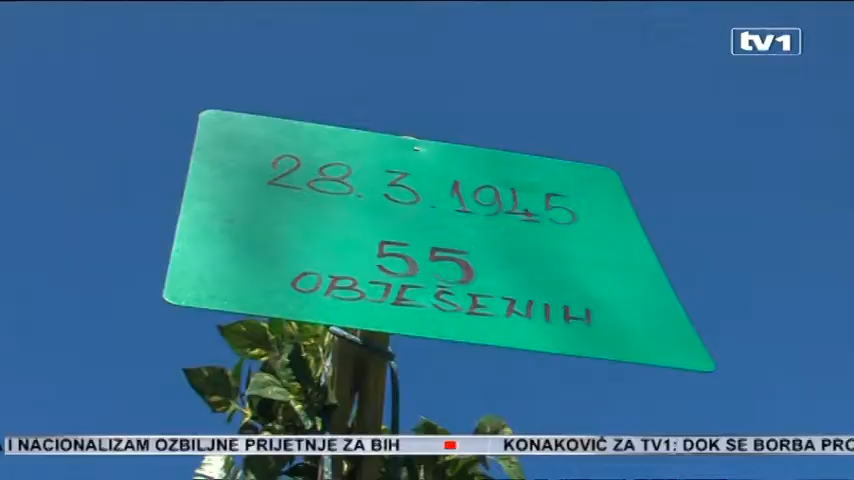 tv1
28.3.1945
55
OBJEŠENIH
I NACIONALIZAM OZBILJNE PRIJETNJE ZA BIH KONAKOVIĆ ZA TV1: DOK SE BORBA